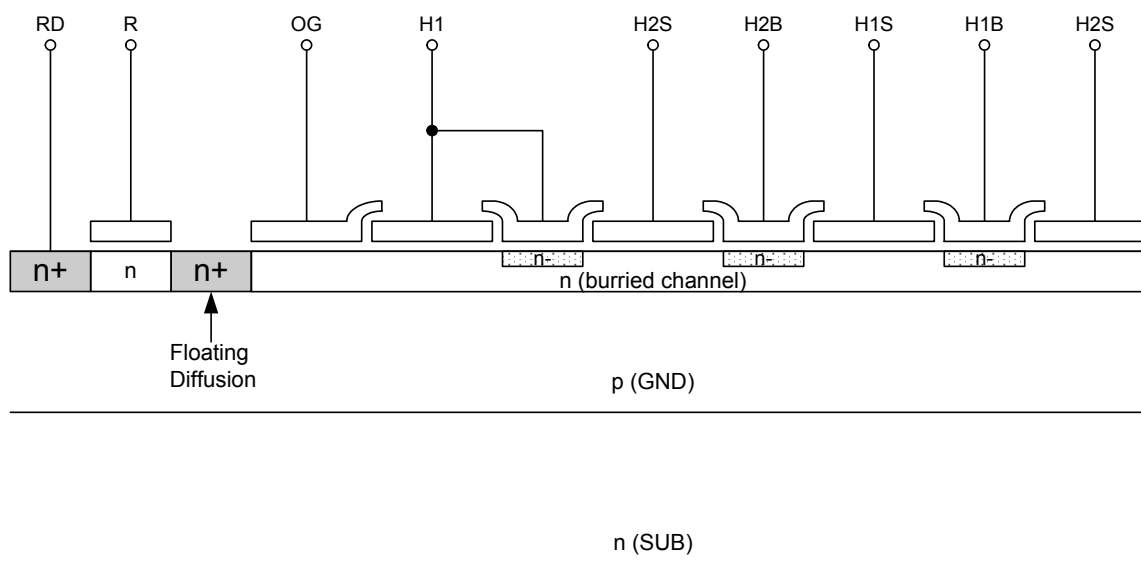 RD R OG H1 H2S H2B H1S H1B H2S
n+ n n+ n- n- n-
n (burried channel)
Floating
Diffusion
p (GND)
n (SUB)